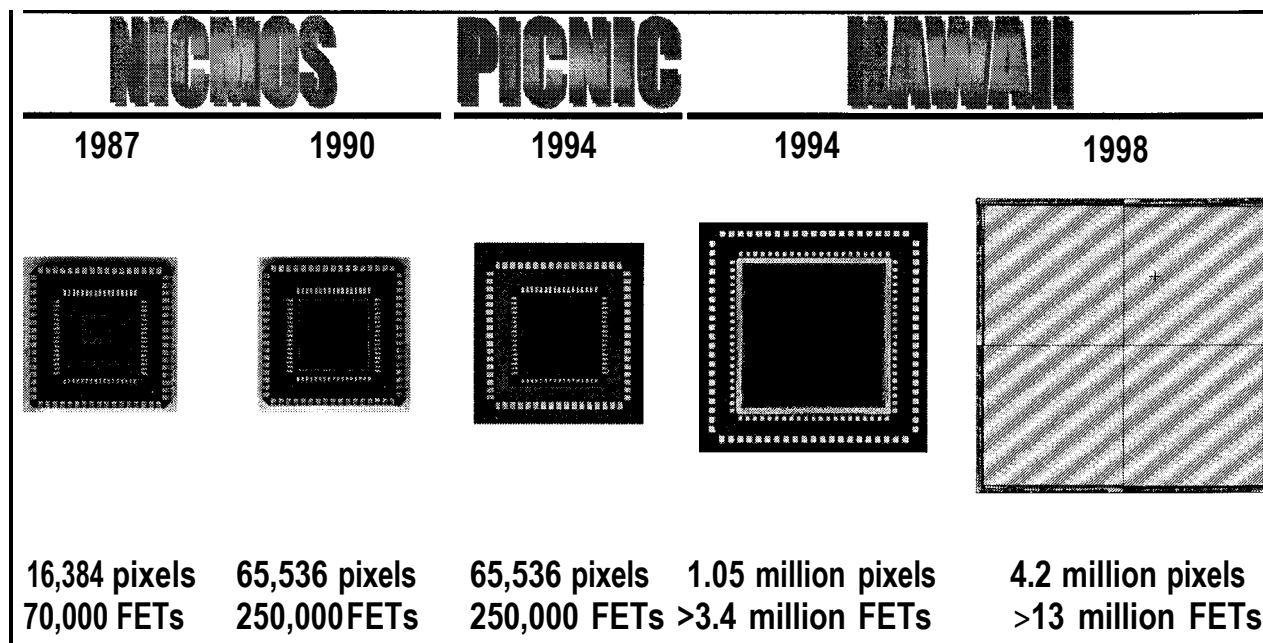 NICMOS PICNIC HAWAII
1987 1990 1994 1994 1998
16,384 pixels 65,536 pixels 65,536 pixels 1.05 million pixels 4.2 million pixels
70,000 FETs 250,000 FETs 250,000 FETs >3.4 million FETs >13 million FETs